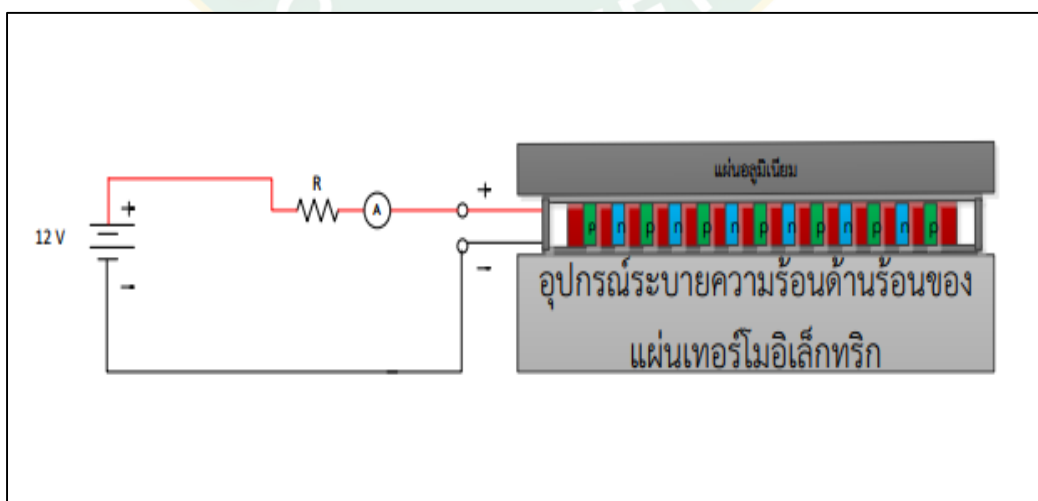 แผ่นอลูมิเนียม
R
A
+
+
12 V
p n p n p n p n p n p n p
−
−
อุปกรณ์ระบายความร้อนด้านร้อนของ
แผ่นเทอร์โมอิเล็กทริก